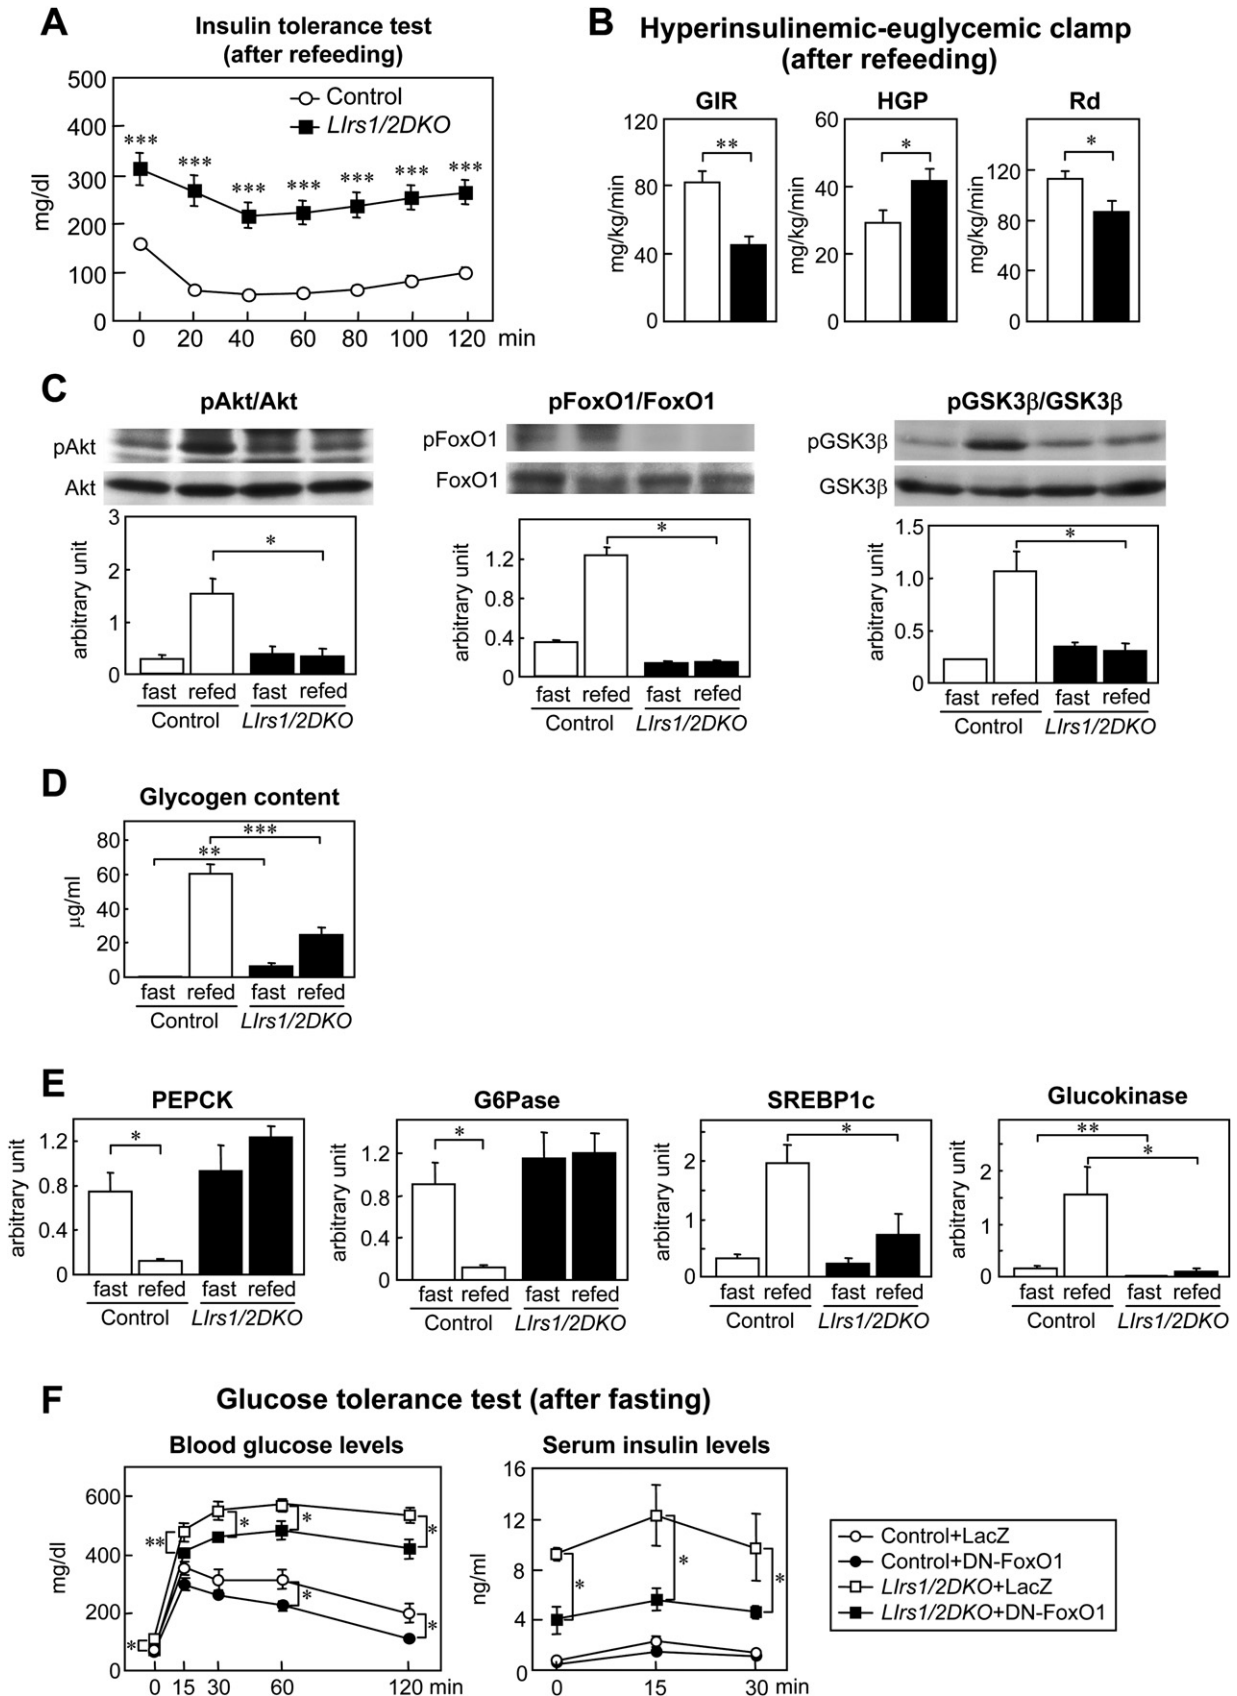 A
Insulin tolerance test
(after refeeding)
500
400
300
200
100
0
mg/dl
Control
LIrs1/2DKO
*** *** *** *** *** *** ***
0 20 40 60 80 100 120 min
B
Hyperinsulinemic-euglycemic clamp
(after refeeding)
GIR
120
80
40
0
mg/kg/min
**
HGP
60
40
20
0
mg/kg/min
*
Rd
120
80
40
0
mg/kg/min
*
C
pAkt/Akt
pAkt
Akt
3
2
1
0
arbitrary unit
*
fast refed fast refed
Control LIrs1/2DKO
pFoxO1/FoxO1
pFoxO1
FoxO1
1.2
0.8
0.4
0
arbitrary unit
*
fast refed fast refed
Control LIrs1/2DKO
pGSK3β/GSK3β
pGSK3β
GSK3β
1.5
1.0
0.5
0
arbitrary unit
*
fast refed fast refed
Control LIrs1/2DKO
D
Glycogen content
80
60
40
20
0
μg/ml
***
**
fast refed fast refed
Control LIrs1/2DKO
E
PEPCK
1.2
0.8
0.4
0
arbitrary unit
*
fast refed fast refed
Control LIrs1/2DKO
G6Pase
1.2
0.8
0.4
0
arbitrary unit
*
fast refed fast refed
Control LIrs1/2DKO
SREBP1c
2
1
0
arbitrary unit
*
fast refed fast refed
Control LIrs1/2DKO
Glucokinase
2
1
0
arbitrary unit
**
*
fast refed fast refed
Control LIrs1/2DKO
F
Glucose tolerance test (after fasting)
Blood glucose levels
600
400
200
0
mg/dl
* ** * * * * *
0 15 30 60 120 min
Serum insulin levels
16
12
8
4
0
ng/ml
* * *
0 15 30 min
Control+LacZ
Control+DN-FoxO1
LIrs1/2DKO+LacZ
LIrs1/2DKO+DN-FoxO1